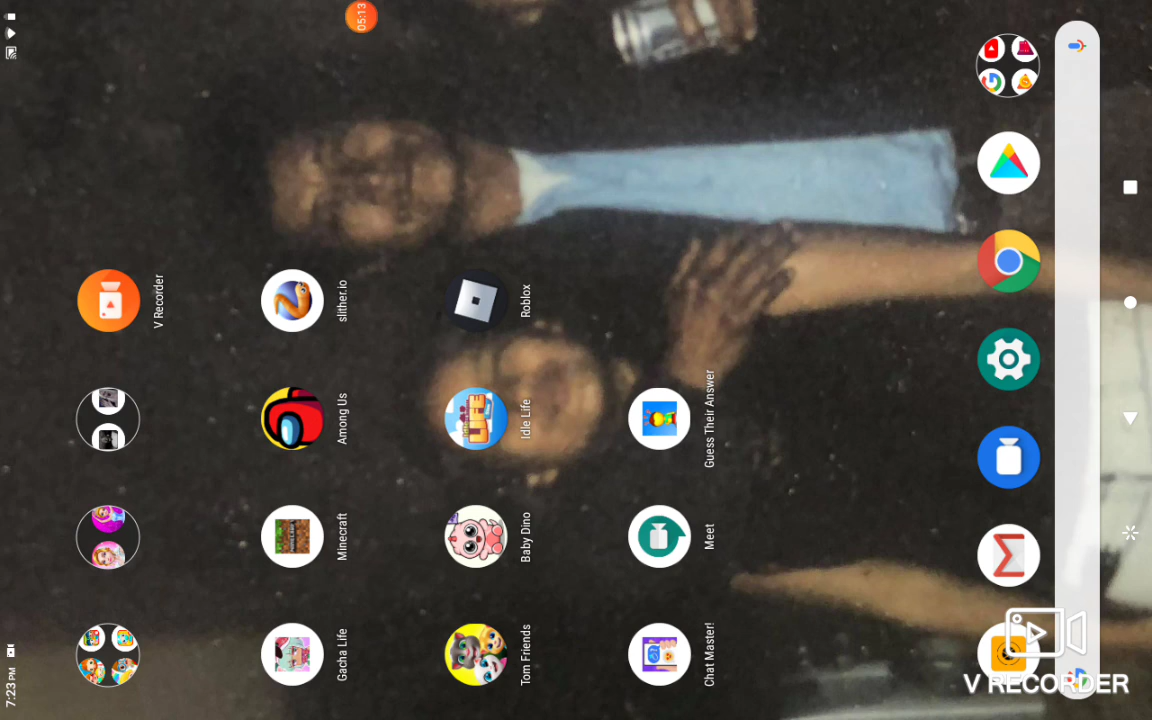 7:23 PM
05:13
Gacha Life
Minecraft
Among Us
slither.io
V Recorder
Tom Friends
Baby Dino
Idle Life
Roblox
Chat Master!
Meet
Guess Their Answer
V RECORDER